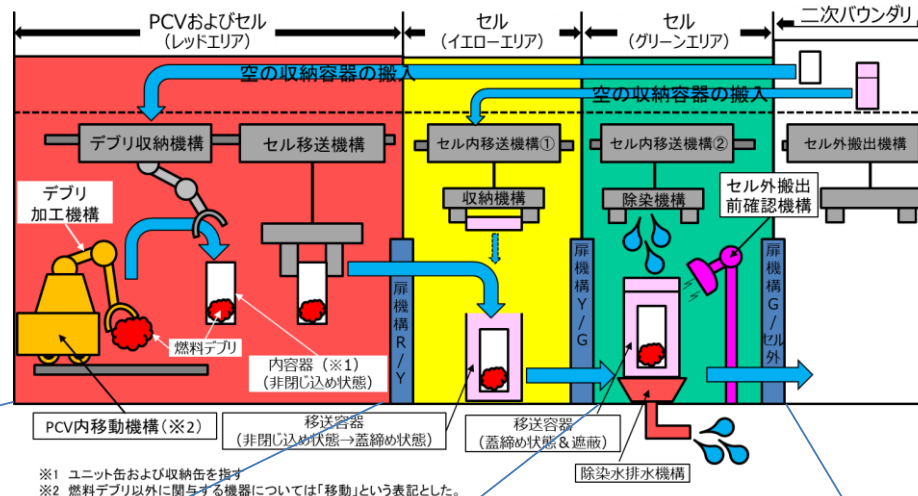 PCVおよびセル
(レッドエリア)
セル
(イエローエリア)
セル
(グリーンエリア)
二次バウンダリ
空の収納容器の搬入
空の収納容器の搬入
デブリ収納機構
セル移送機構
セル内移送機構①
セル内移送機構②
セル外搬出機構
収納機構
除染機構
セル外搬出
前確認機構
デブリ
加工機構
扉機構R/Y
扉機構Y/G
扉機構G/セル外
燃料デブリ
内容器(※1)
(非閉じ込め状態)
PCV内移動機構(※2)
移送容器
(非閉じ込め状態→蓋締め状態)
移送容器
(蓋締め状態&遮蔽)
除染水排水機構
※1 ユニット缶および収納缶を指す
※2 燃料デブリ以外に関与する機器については「移動」という表記とした。